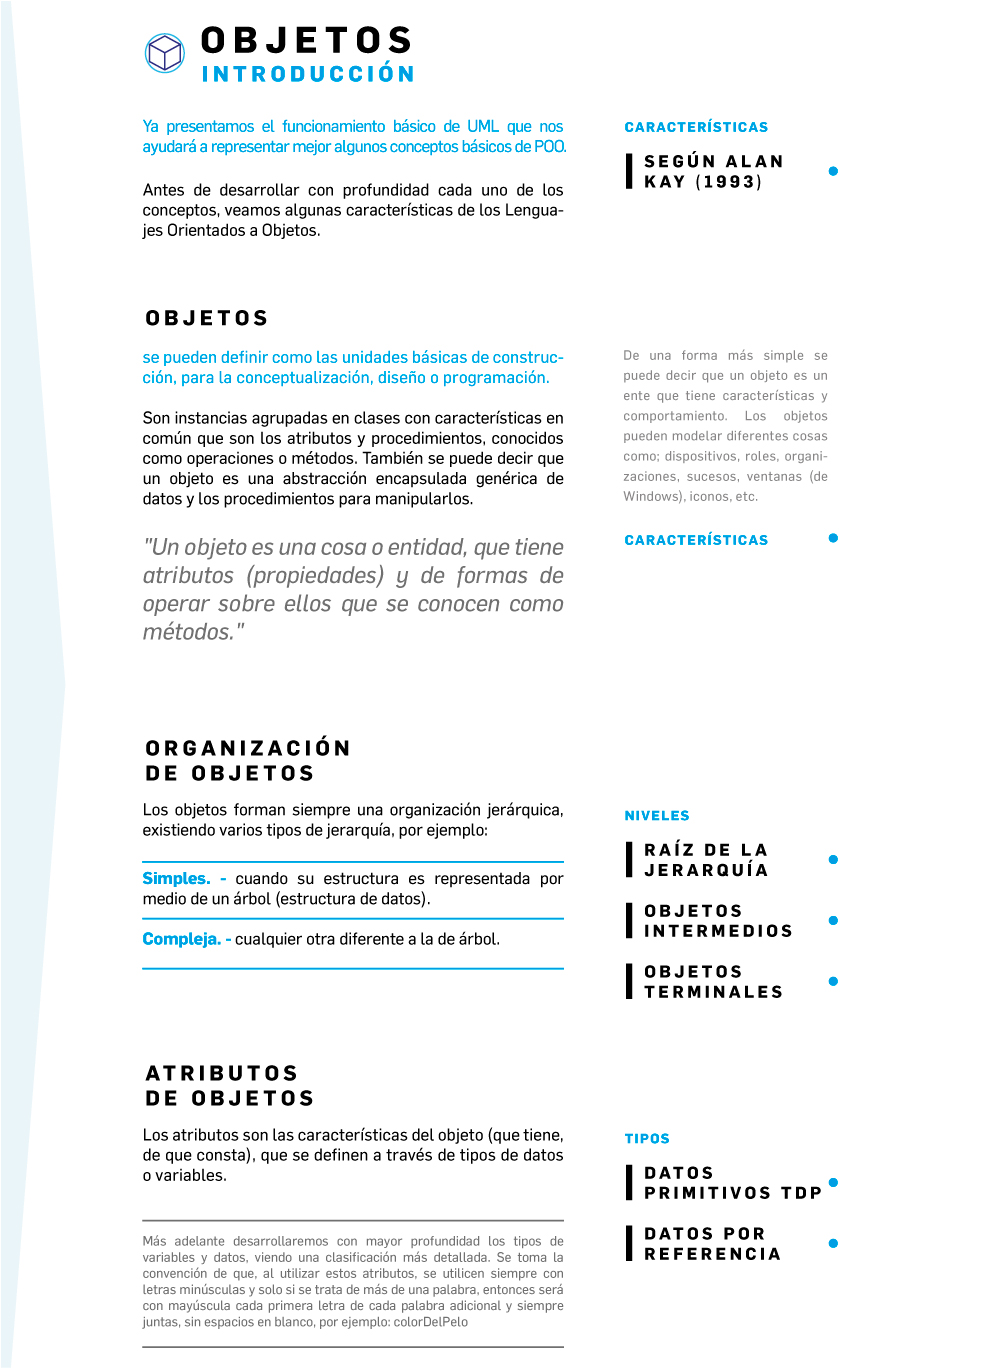 OBJETOS
INTRODUCCIÓN
Ya presentamos el funcionamiento básico de UML que nos
ayudará a representar mejor algunos conceptos básicos de POO.
Antes de desarrollar con profundidad cada uno de los
conceptos, veamos algunas características de los Lengua-
jes Orientados a Objetos.
CARACTERÍSTICAS
SEGÚN ALAN
KAY (1993)
OBJETOS
se pueden definir como las unidades básicas de construc-
ción, para la conceptualización, diseño o programación.
Son instancias agrupadas en clases con características en
común que son los atributos y procedimientos, conocidos
como operaciones o métodos. También se puede decir que
un objeto es una abstracción encapsulada genérica de
datos y los procedimientos para manipularlos.
"Un objeto es una cosa o entidad, que tiene
atributos (propiedades) y de formas de
operar sobre ellos que se conocen como
métodos."
De una forma más simple se
puede decir que un objeto es un
ente que tiene características y
comportamiento. Los objetos
pueden modelar diferentes cosas
como; dispositivos, roles, organi-
zaciones, sucesos, ventanas (de
Windows), iconos, etc.
CARACTERÍSTICAS
ORGANIZACIÓN
DE OBJETOS
Los objetos forman siempre una organización jerárquica,
existiendo varios tipos de jerarquía, por ejemplo:
Simples. - cuando su estructura es representada por
medio de un árbol (estructura de datos).
Compleja. - cualquier otra diferente a la de árbol.
NIVELES
RAÍZ DE LA
JERARQUÍA
OBJETOS
INTERMEDIOS
OBJETOS
TERMINALES
ATRIBUTOS
DE OBJETOS
Los atributos son las características del objeto (que tiene,
de que consta), que se definen a través de tipos de datos
o variables.
Más adelante desarrollaremos con mayor profundidad los tipos de
variables y datos, viendo una clasificación más detallada. Se toma la
convención de que, al utilizar estos atributos, se utilicen siempre con
letras minúsculas y solo si se trata de más de una palabra, entonces será
con mayúscula cada primera letra de cada palabra adicional y siempre
juntas, sin espacios en blanco, por ejemplo: colorDelPelo
TIPOS
DATOS
PRIMITIVOS TDP
DATOS POR
REFERENCIA